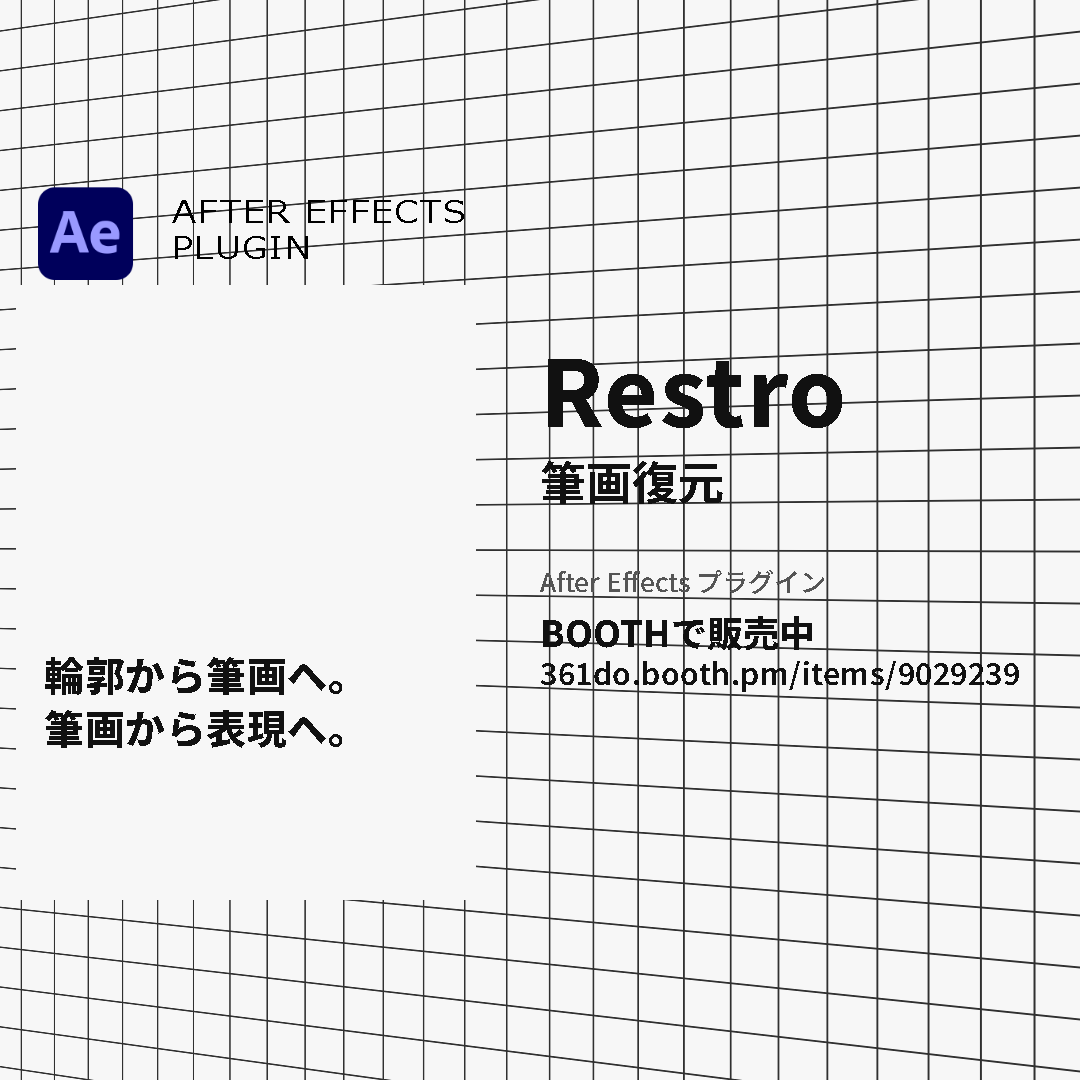 Ae
AFTER EFFECTS
PLUGIN
Restro
筆画復元
After Effects プラグイン
BOOTHで販売中
361do.booth.pm/items/9029239
輪郭から筆画へ。
筆画から表現へ。